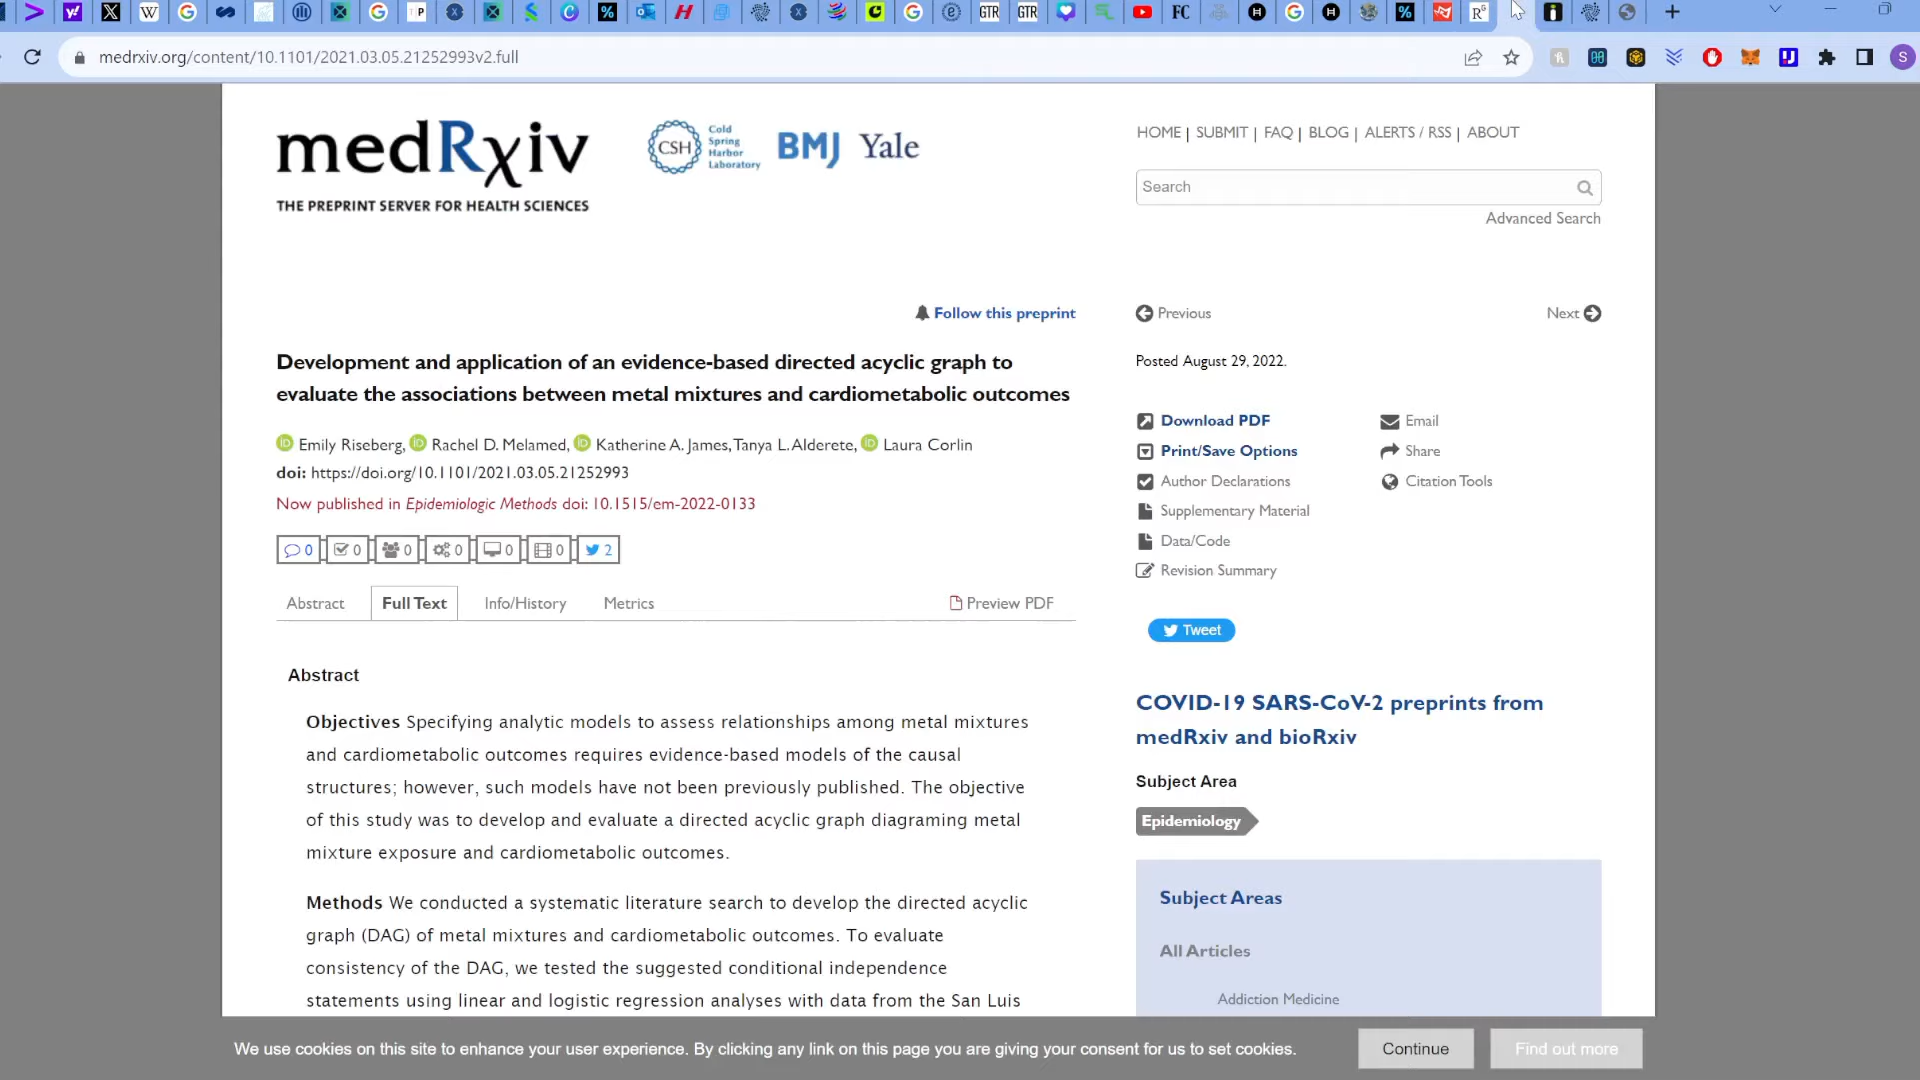 medrxiv.org/content/10.1101/2021.03.05.21252993v2.full
medRxiv
THE PREPRINT SERVER FOR HEALTH SCIENCES
CSH Cold
Spring
Harbor
Laboratory
BMJ Yale
HOME | SUBMIT | FAQ | BLOG | ALERTS / RSS | ABOUT
Search
Advanced Search
Follow this preprint
Previous
Next
Development and application of an evidence-based directed acyclic graph to
evaluate the associations between metal mixtures and cardiometabolic outcomes
Emily Riseberg, Rachel D. Melamed, Katherine A. James, Tanya L. Alderete, Laura Corlin
doi: https://doi.org/10.1101/2021.03.05.21252993
Now published in Epidemiologic Methods doi: 10.1515/em-2022-0133
0 0 0 0 0 0 2
Abstract Full Text Info/History Metrics Preview PDF
Abstract
Objectives Specifying analytic models to assess relationships among metal mixtures
and cardiometabolic outcomes requires evidence-based models of the causal
structures; however, such models have not been previously published. The objective
of this study was to develop and evaluate a directed acyclic graph diagraming metal
mixture exposure and cardiometabolic outcomes.
Methods We conducted a systematic literature search to develop the directed acyclic
graph (DAG) of metal mixtures and cardiometabolic outcomes. To evaluate
consistency of the DAG, we tested the suggested conditional independence
statements using linear and logistic regression analyses with data from the San Luis
Posted August 29, 2022.
Download PDF
Email
Print/Save Options
Share
Author Declarations
Citation Tools
Supplementary Material
Data/Code
Revision Summary
Tweet
COVID-19 SARS-CoV-2 preprints from
medRxiv and bioRxiv
Subject Area
Epidemiology
Subject Areas
All Articles
Addiction Medicine
We use cookies on this site to enhance your user experience. By clicking any link on this page you are giving your consent for us to set cookies.
Continue
Find out more